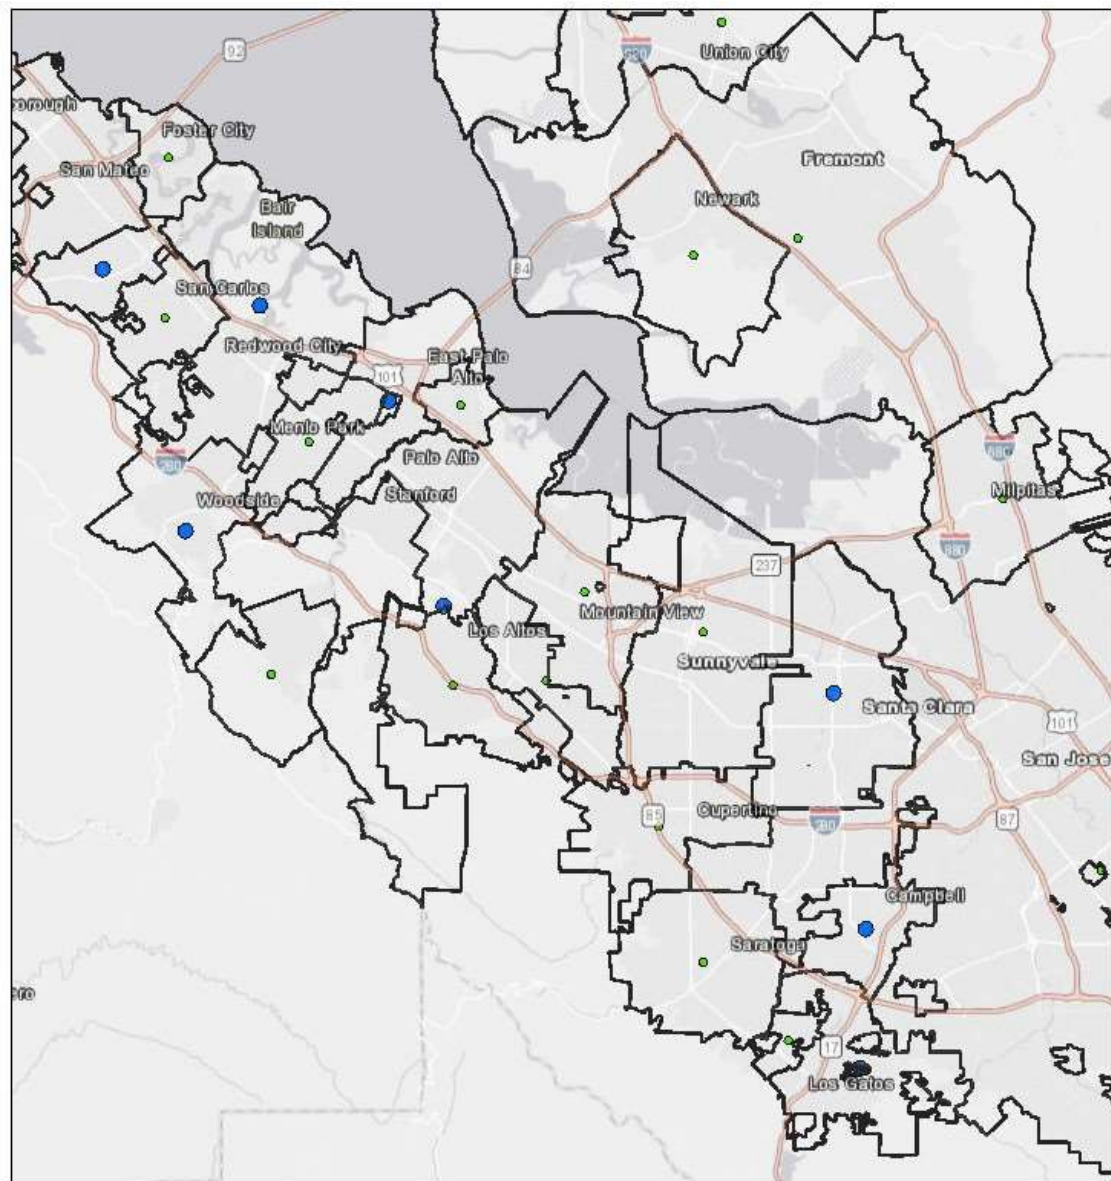 92
Union City
orough
Foster City
Fremont
San Mateo
Newark
Bair
Island
84
San Carlos
Redwood City
East Palo
Alto
101
Menlo Park
Palo Alto
280
680
Stanford
Woodside
Milpitas
880
237
Mountain View
Los Altos
Sunnyvale
Santa Clara
101
San Jose
Cupertino
85
280
87
Campbell
Saratoga
ero
17
Los Gatos